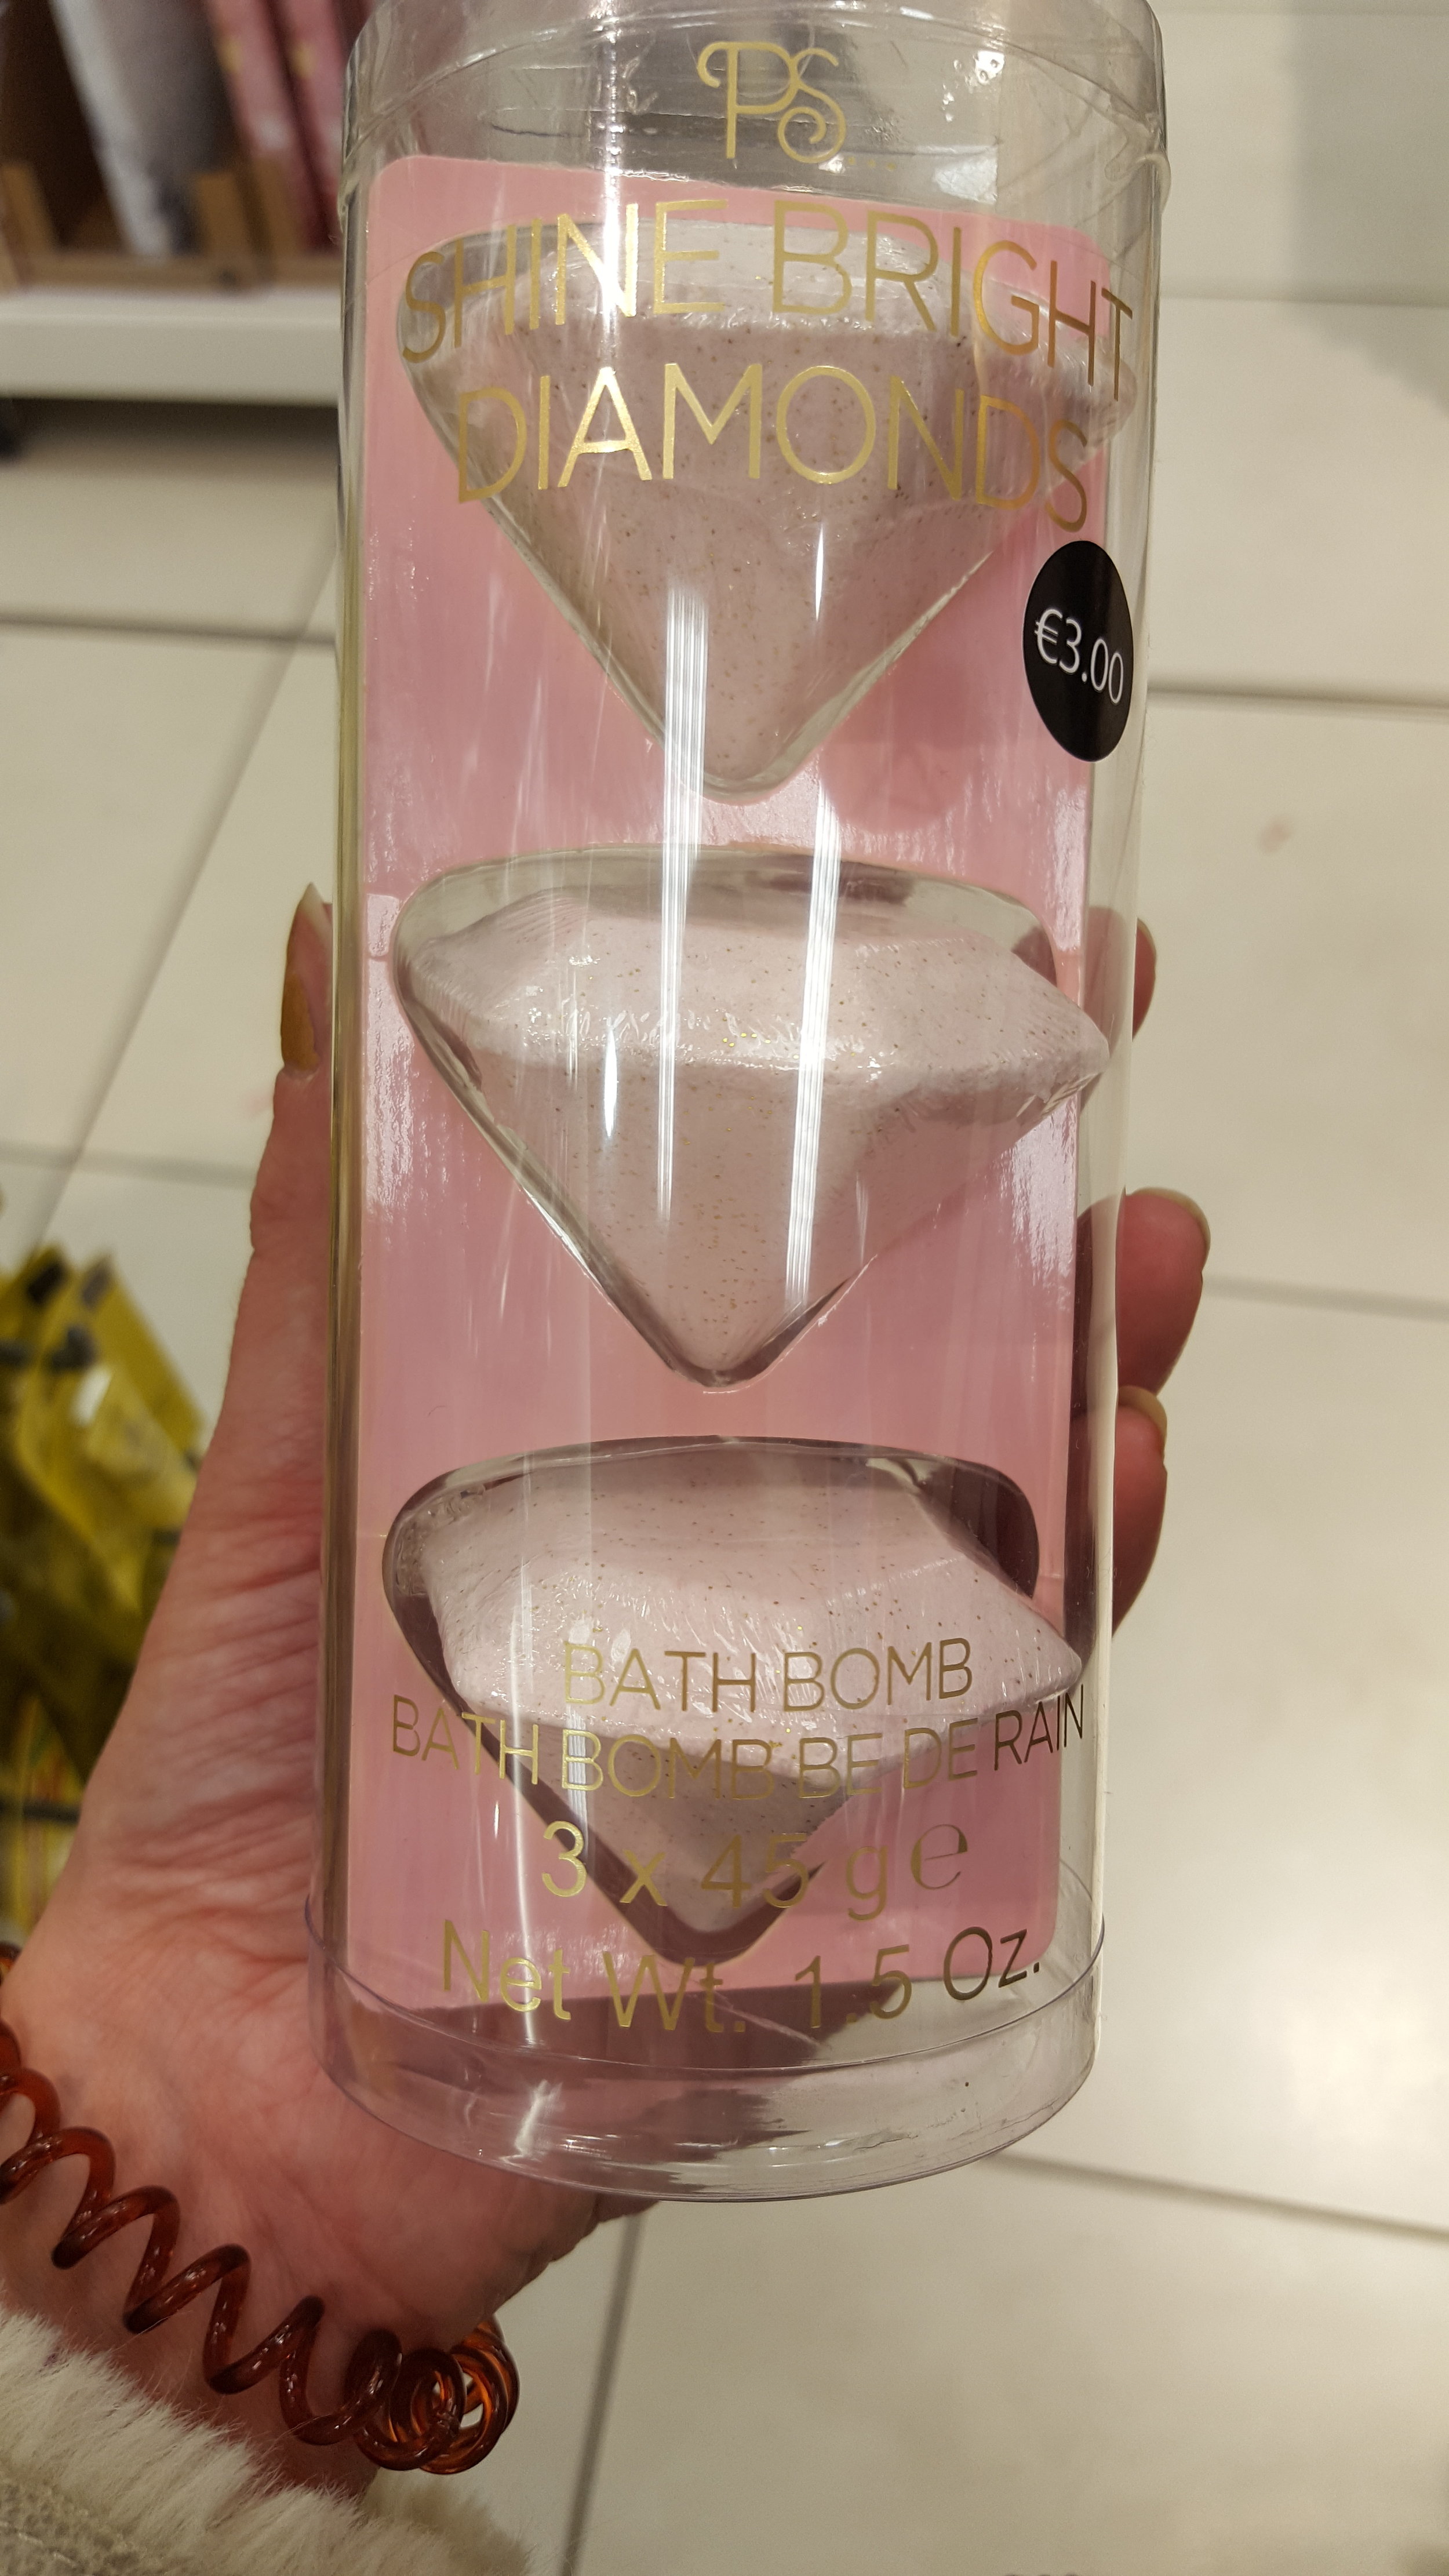 PS...
SHINE BRIGHT
DIAMONDS
€3.00
BATH BOMB
BATH BOMB BE DE RAIN
3 x 45 g e
Net Wt. 1.5 Oz.